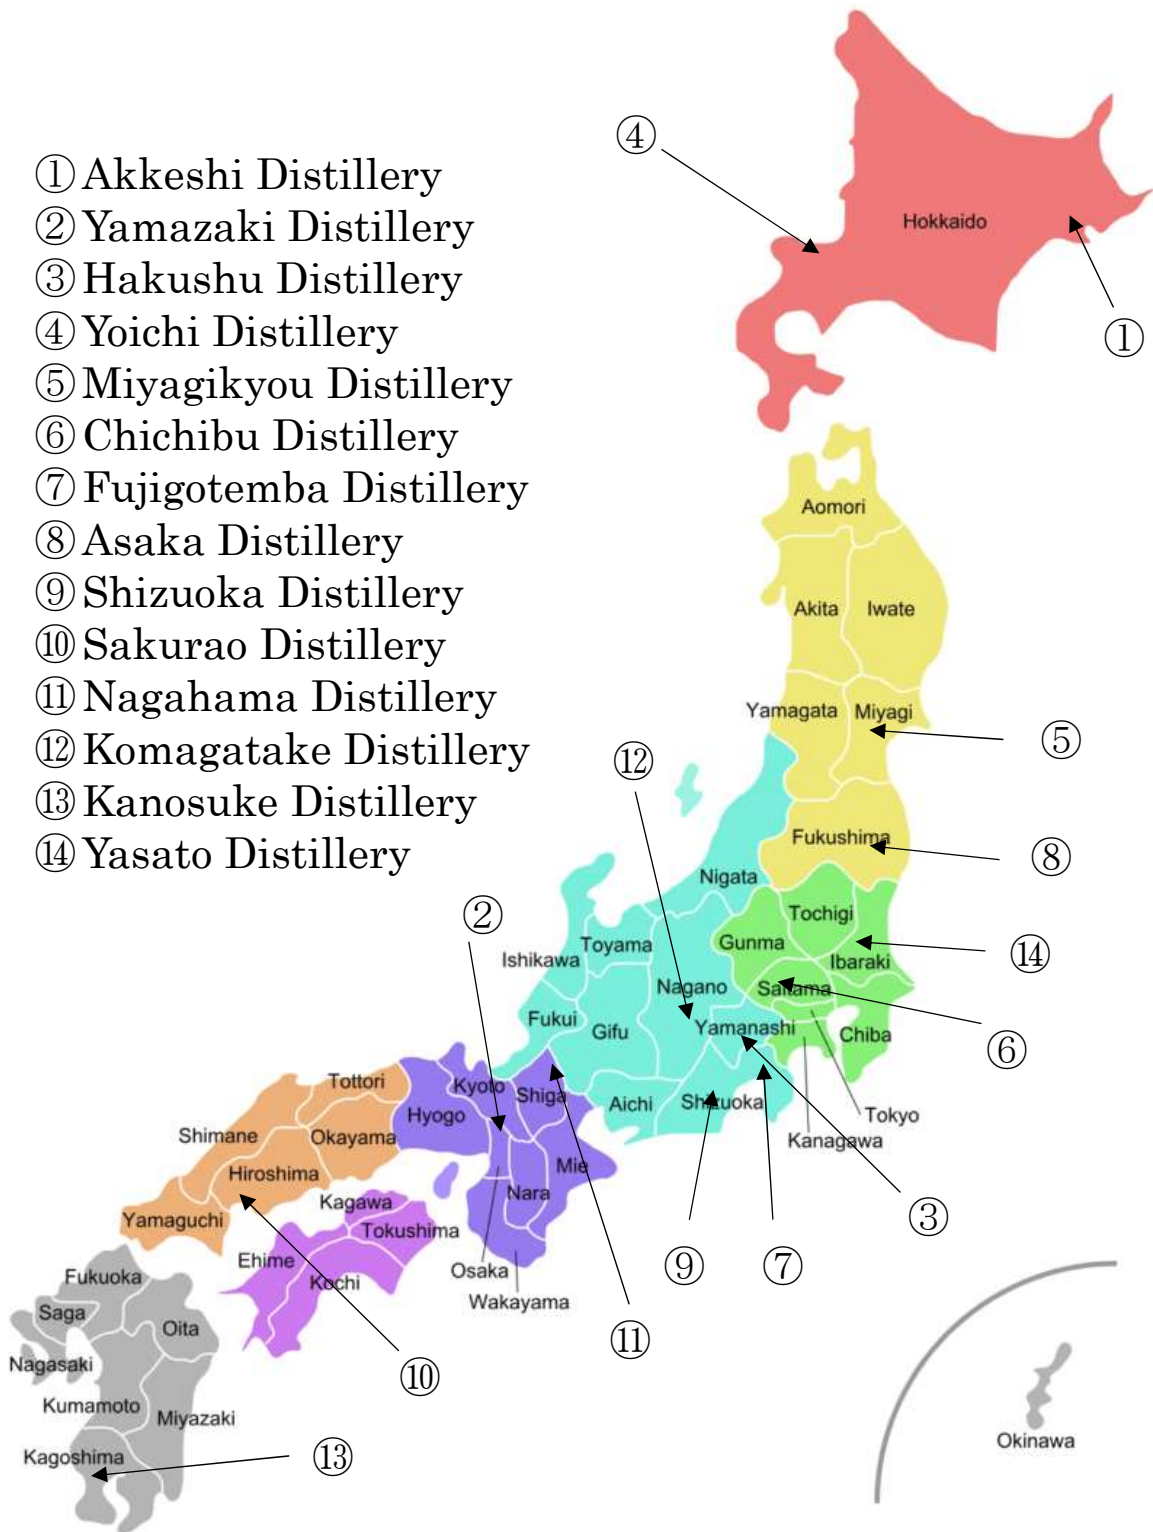 ①Akkeshi Distillery
②Yamazaki Distillery
③Hakushu Distillery
④Yoichi Distillery
⑤Miyagikyou Distillery
⑥Chichibu Distillery
⑦Fujigotemba Distillery
⑧Asaka Distillery
⑨Shizuoka Distillery
⑩Sakurao Distillery
⑪Nagahama Distillery
⑫Komagatake Distillery
⑬Kanosuke Distillery
⑭Yasato Distillery
④
Hokkaido
①
Aomori
Akita
Iwate
Yamagata
Miyagi
⑤
⑫
Fukushima
⑧
Nigata
②
Tochigi
Toyama
Gunma
Ishikawa
Ibaraki
⑭
Nagano
Saitama
Fukui
Gifu
Yamanashi
Chiba
⑥
Tottori
Kyoto
Shiga
Hyogo
Aichi
Shizuoka
Tokyo
Shimane
Okayama
Kanagawa
Hiroshima
Mie
Nara
Kagawa
Yamaguchi
Tokushima
③
Ehime
Osaka
⑨
⑦
Fukuoka
Kochi
Wakayama
Saga
Oita
⑪
Nagasaki
⑩
Kumamoto
Miyazaki
Okinawa
Kagoshima
⑬